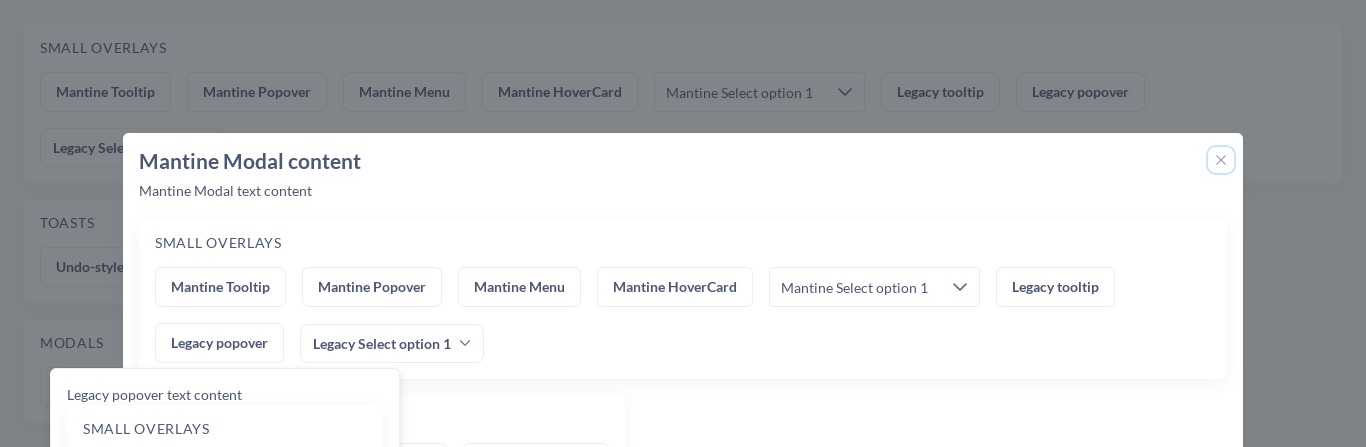 SMALL OVERLAYS
Mantine Tooltip Mantine Popover Mantine Menu Mantine HoverCard Mantine Select option 1 Legacy tooltip Legacy popover
Legacy Sele
Mantine Modal content
Mantine Modal text content
TOASTS
Undo-style
MODALS
SMALL OVERLAYS
Mantine Tooltip Mantine Popover Mantine Menu Mantine HoverCard Mantine Select option 1 Legacy tooltip
Legacy popover Legacy Select option 1
Legacy popover text content
SMALL OVERLAYS